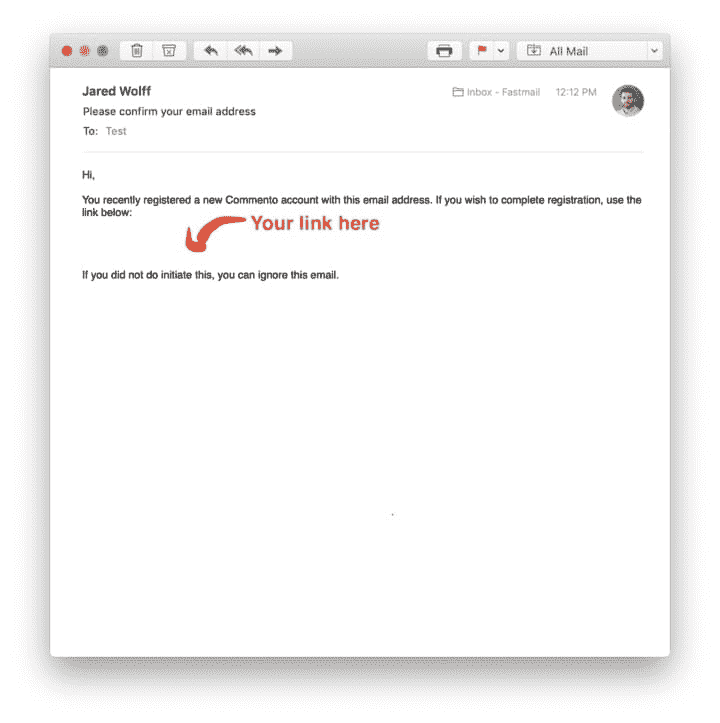 All Mail
Jared Wolff
Inbox - Fastmail 12:12 PM
Please confirm your email address
To: Test
Hi,
You recently registered a new Commento account with this email address. If you wish to complete registration, use the
link below:
Your link here
If you did not do initiate this, you can ignore this email.